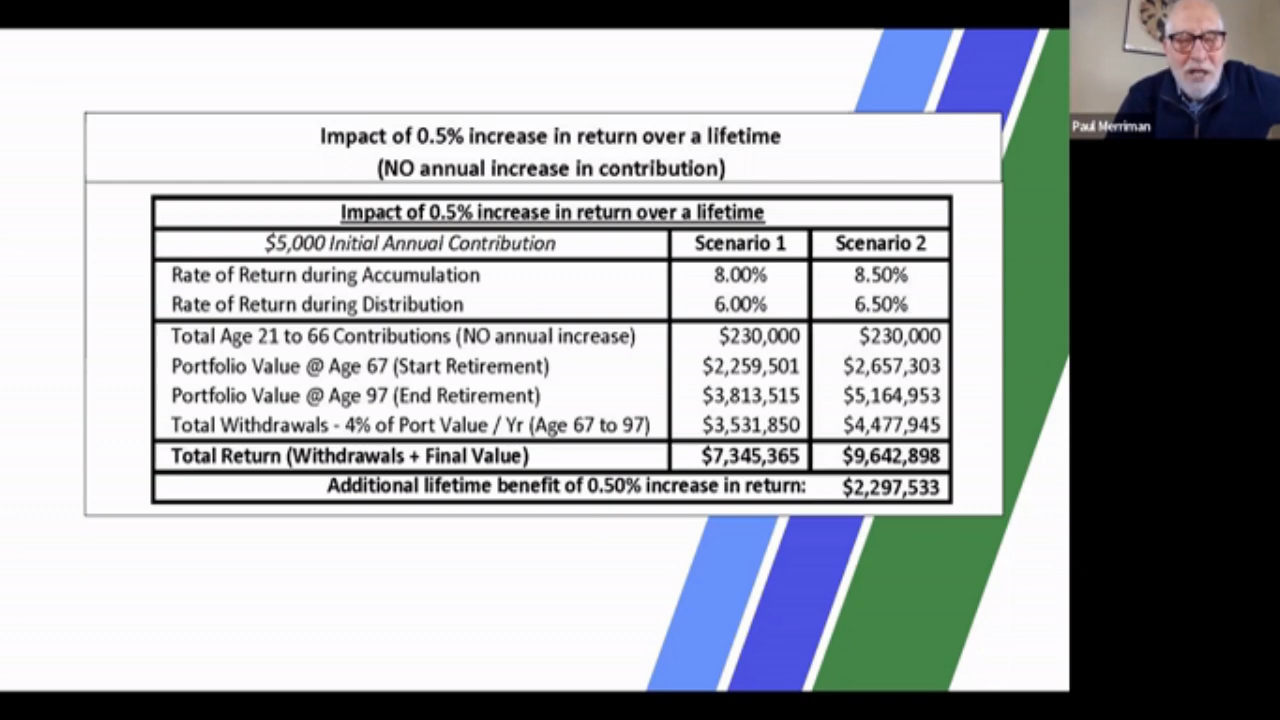 Impact of 0.5% increase in return over a lifetime
(NO annual increase in contribution)
Impact of 0.5% increase in return over a lifetime
$5,000 Initial Annual Contribution Scenario 1 Scenario 2
Rate of Return during Accumulation 8.00% 8.50%
Rate of Return during Distribution 6.00% 6.50%
Total Age 21 to 66 Contributions (NO annual increase) $230,000 $230,000
Portfolio Value @ Age 67 (Start Retirement) $2,259,501 $2,657,303
Portfolio Value @ Age 97 (End Retirement) $3,813,515 $5,164,953
Total Withdrawals - 4% of Port Value / Yr (Age 67 to 97) $3,531,850 $4,477,945
Total Return (Withdrawals + Final Value) $7,345,365 $9,642,898
Additional lifetime benefit of 0.50% increase in return: $2,297,533
Paul Merriman